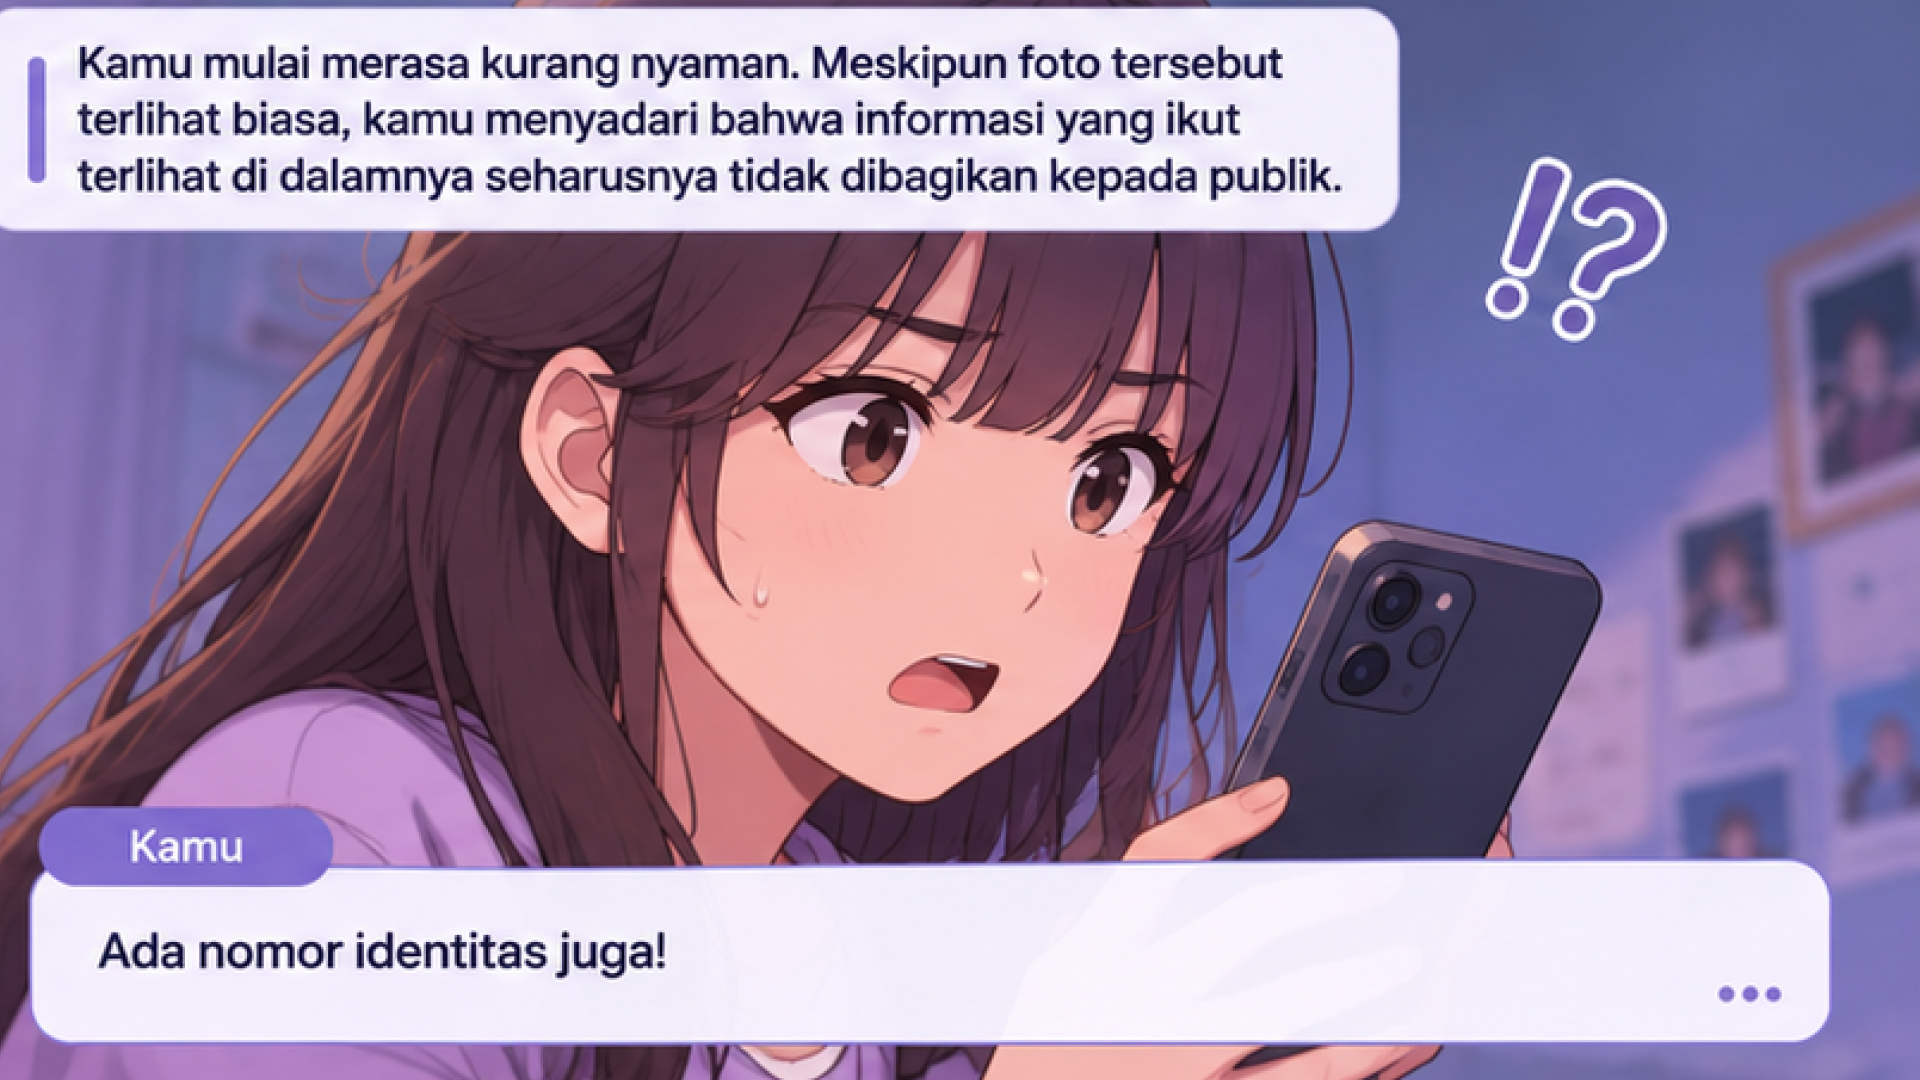 Kamu mulai merasa kurang nyaman. Meskipun foto tersebut
terlihat biasa, kamu menyadari bahwa informasi yang ikut
terlihat di dalamnya seharusnya tidak dibagikan kepada publik.
!?
Kamu
Ada nomor identitas juga!